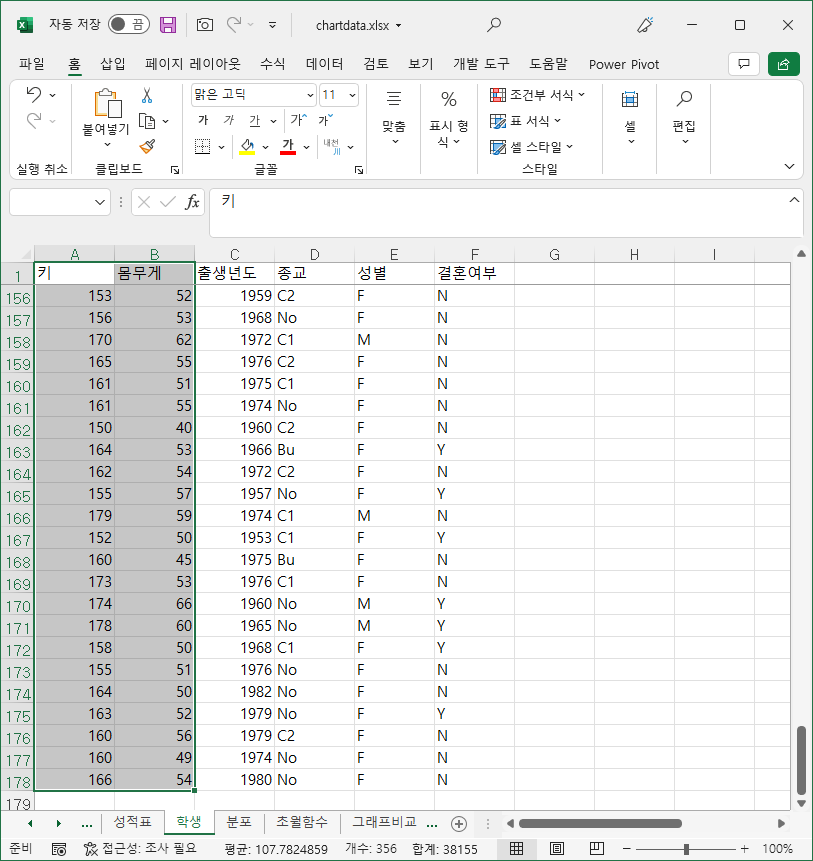 자동 저장 끔 chartdata.xlsx
파일 홈 삽입 페이지 레이아웃 수식 데이터 검토 보기 개발 도구 도움말 Power Pivot
맑은 고딕 11 조건부 서식
붙여넣기 가 가 가 가 가 맞춤 표시 형식 표 서식 셀 편집
가 내천 셀 스타일
실행 취소 클립보드 글꼴 스타일
fx 키
A B C D E F G H I
1 키 몸무게 출생년도 종교 성별 결혼여부
156 153 52 1959 C2 F N
157 156 53 1968 No F N
158 170 62 1972 C1 M N
159 165 55 1976 C2 F N
160 161 51 1975 C1 F N
161 161 55 1974 No F N
162 150 40 1960 C2 F N
163 164 53 1966 Bu F Y
164 162 54 1972 C2 F N
165 155 57 1957 No F Y
166 179 59 1974 C1 M N
167 152 50 1953 C1 F Y
168 160 45 1975 Bu F N
169 173 53 1976 C1 F N
170 174 66 1960 No M Y
171 178 60 1965 No M Y
172 158 50 1968 C1 F Y
173 155 51 1976 No F N
174 164 50 1982 No F N
175 163 52 1979 No F Y
176 160 56 1979 C2 F N
177 160 49 1974 No F N
178 166 54 1980 No F N
179
... 성적표 학생 분포 초월함수 그래프비교 ...
준비 접근성: 조사 필요 평균: 107.7824859 개수: 356 합계: 38155 100%